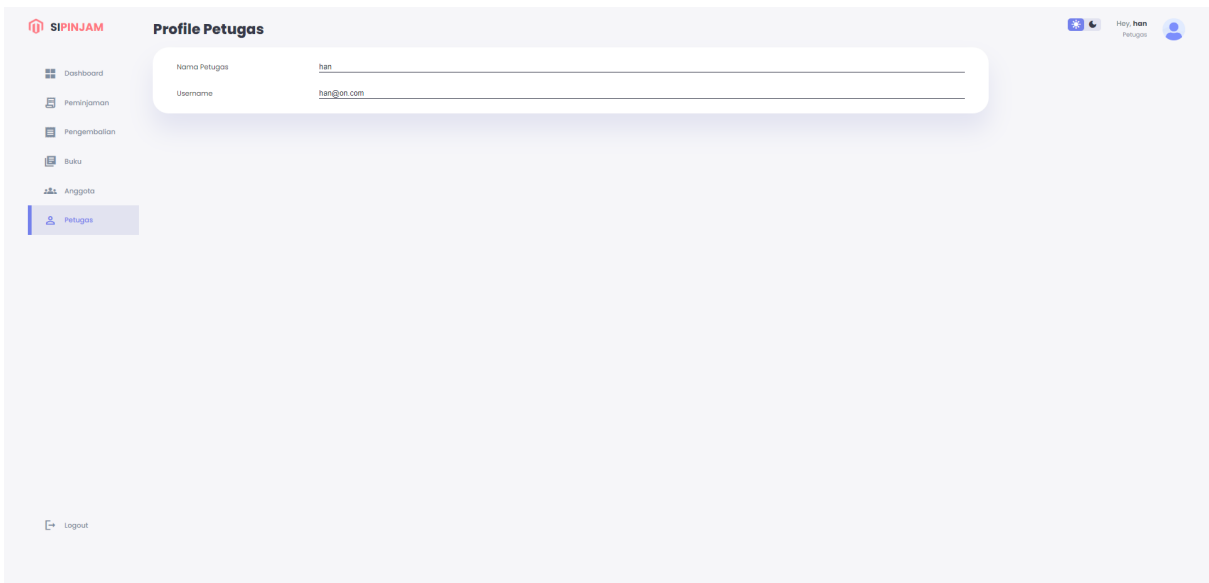 SIPINJAM
Profile Petugas
Hey, han
Petugas
Dashboard
Peminjaman
Pengembalian
Buku
Anggota
Petugas
Logout
Nama Petugas han
Username han@on.com